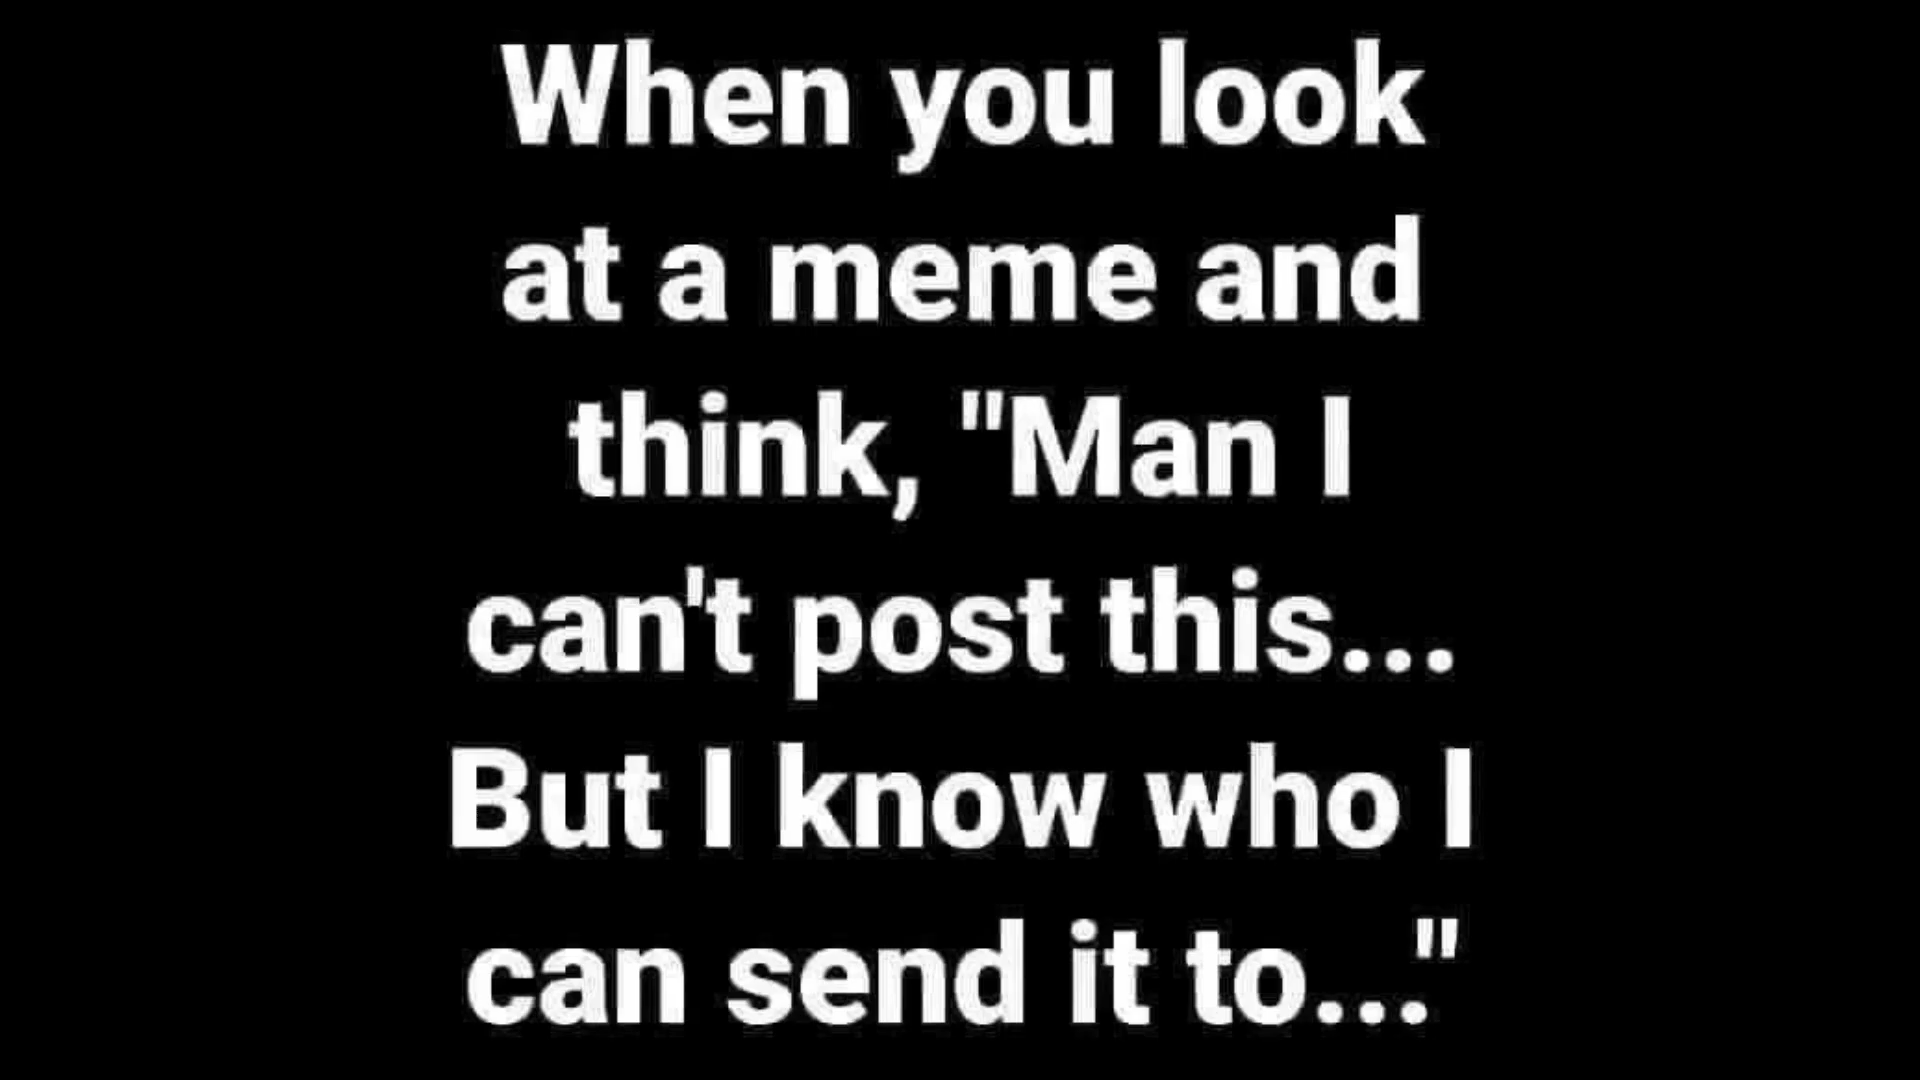 When you look
at a meme and
think, "Man I
can't post this...
But I know who I
can send it to..."